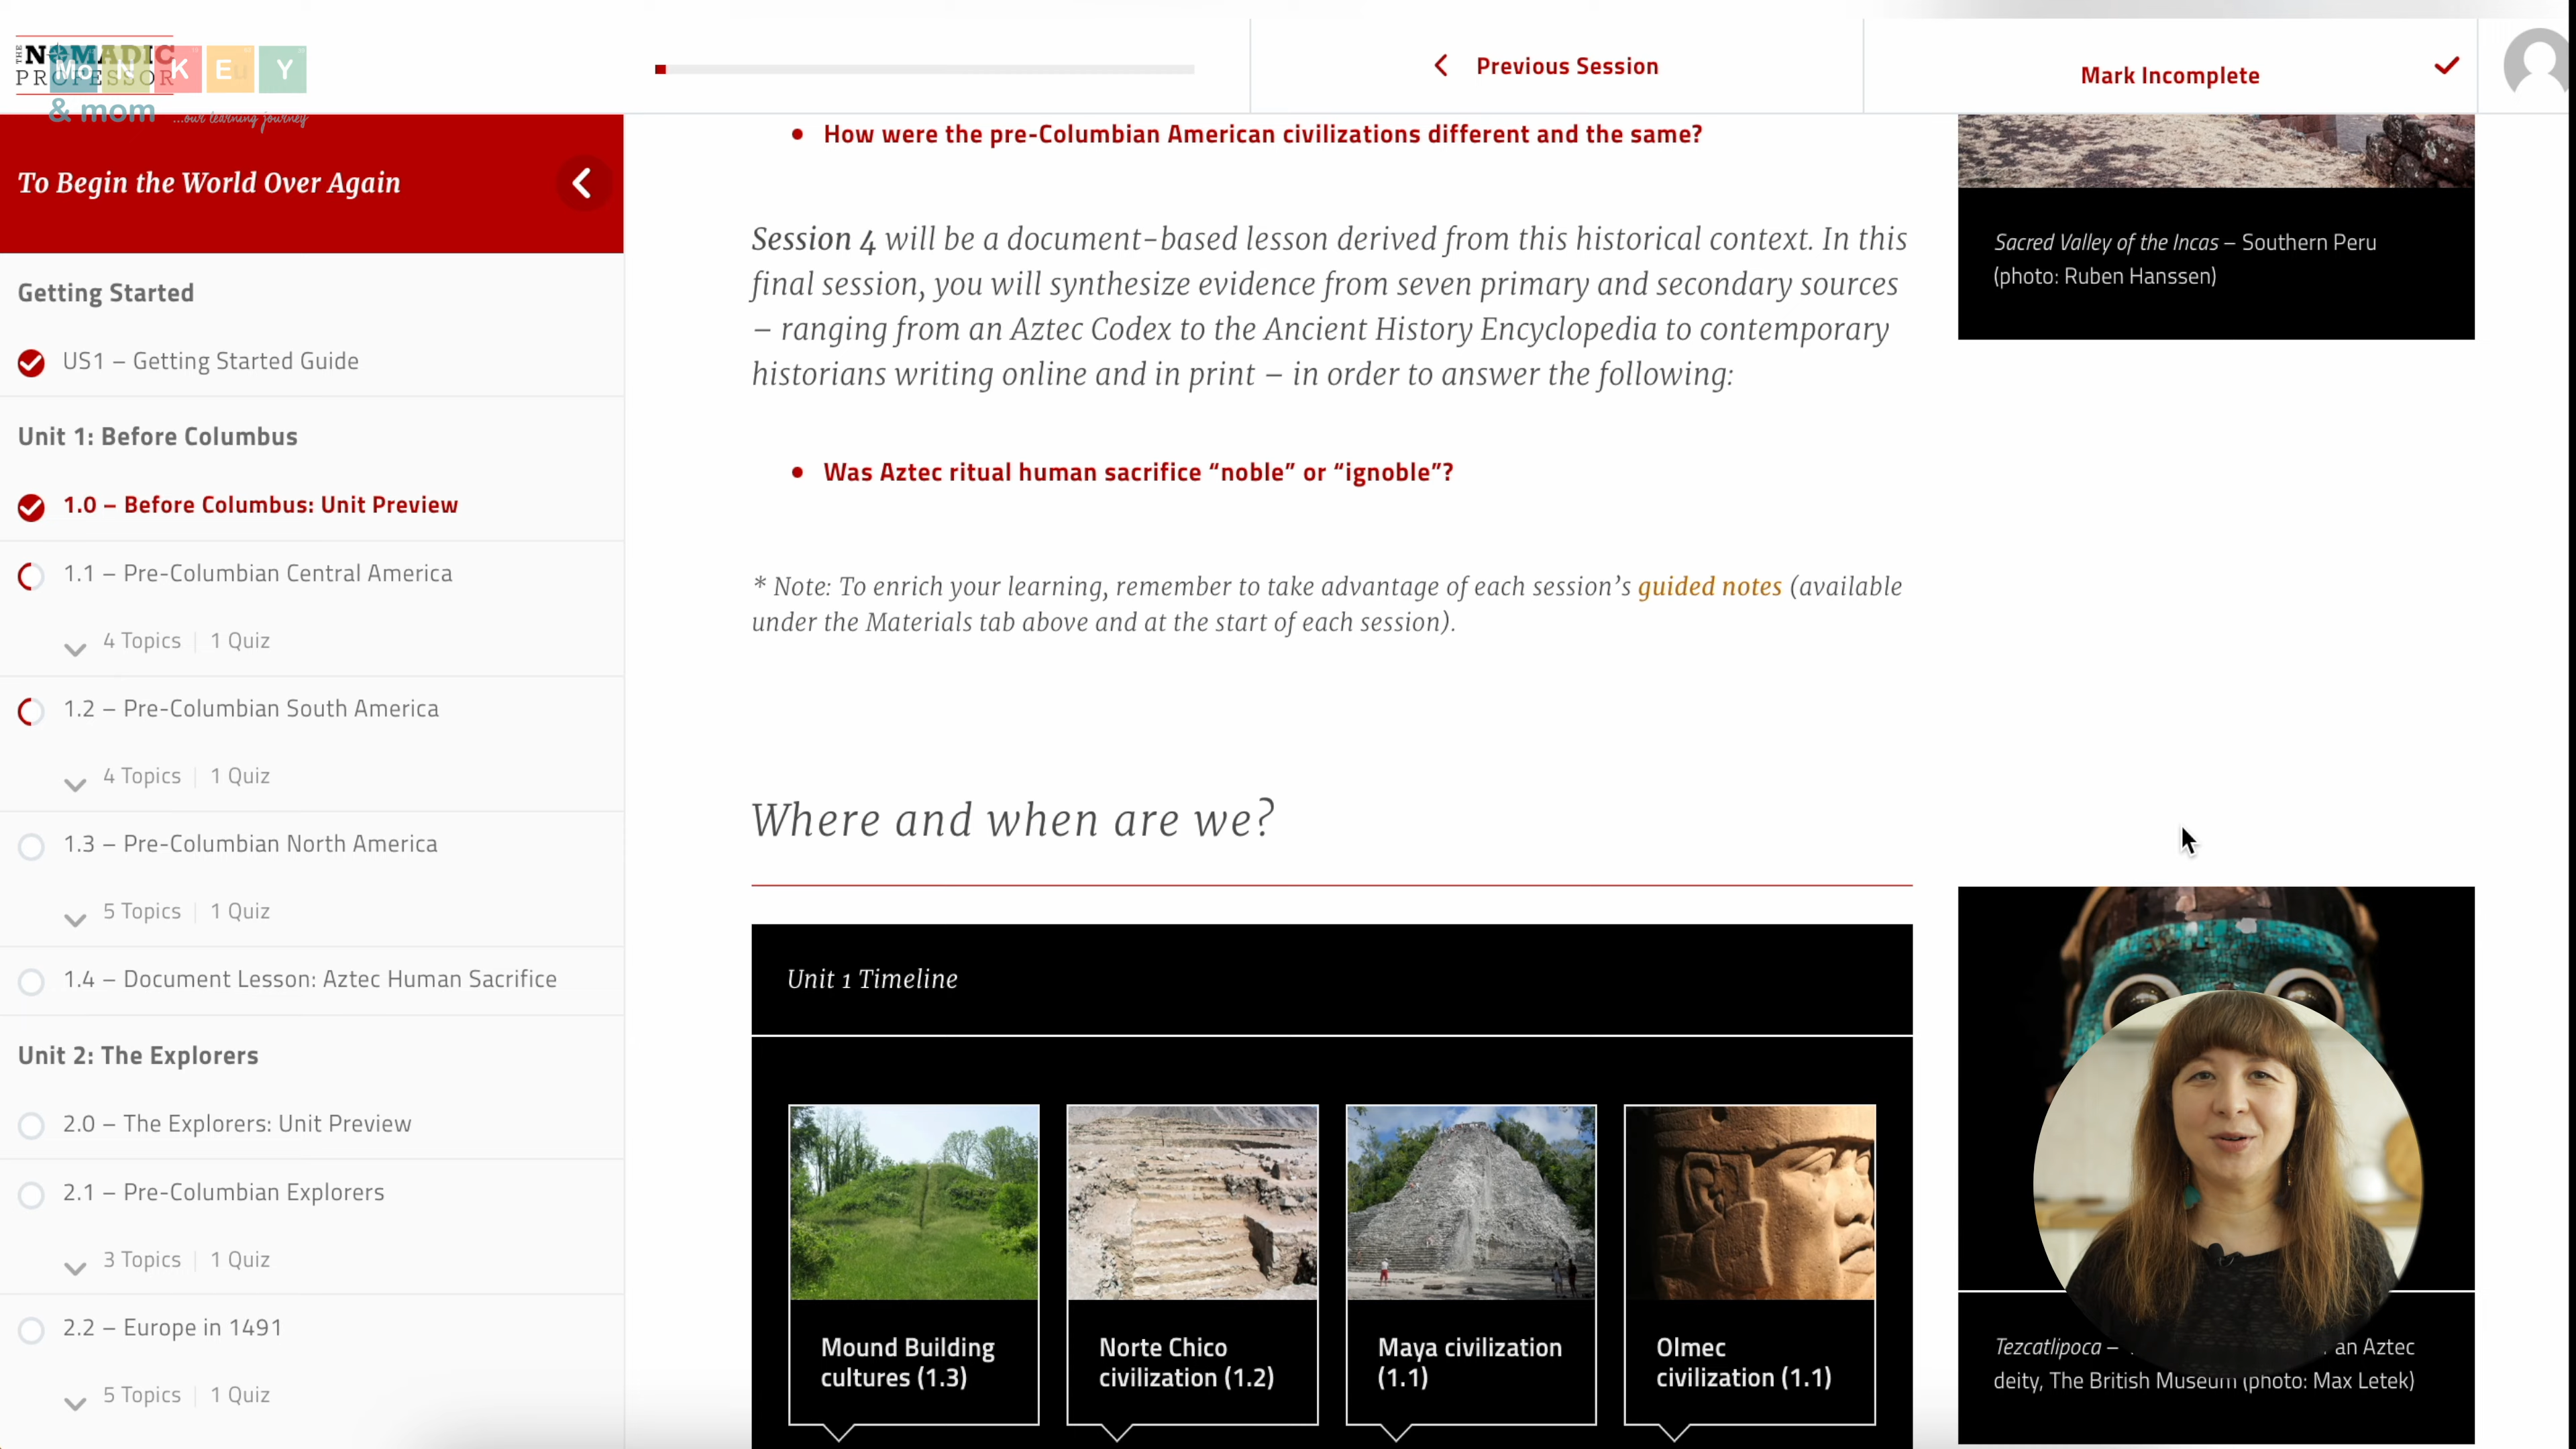 THE NOMADIC
PROFESSOR
Mo N K E Y
& mom ...our learning journey
Previous Session
Mark Incomplete
To Begin the World Over Again
Getting Started
US1 – Getting Started Guide
Unit 1: Before Columbus
1.0 – Before Columbus: Unit Preview
1.1 – Pre-Columbian Central America
4 Topics | 1 Quiz
1.2 – Pre-Columbian South America
4 Topics | 1 Quiz
1.3 – Pre-Columbian North America
5 Topics | 1 Quiz
1.4 – Document Lesson: Aztec Human Sacrifice
Unit 2: The Explorers
2.0 – The Explorers: Unit Preview
2.1 – Pre-Columbian Explorers
3 Topics | 1 Quiz
2.2 – Europe in 1491
5 Topics | 1 Quiz
• How were the pre-Columbian American civilizations different and the same?
Session 4 will be a document-based lesson derived from this historical context. In this
final session, you will synthesize evidence from seven primary and secondary sources
– ranging from an Aztec Codex to the Ancient History Encyclopedia to contemporary
historians writing online and in print – in order to answer the following:
• Was Aztec ritual human sacrifice “noble” or “ignoble”?
* Note: To enrich your learning, remember to take advantage of each session’s guided notes (available
under the Materials tab above and at the start of each session).
Where and when are we?
Unit 1 Timeline
Mound Building
cultures (1.3)
Norte Chico
civilization (1.2)
Maya civilization
(1.1)
Olmec
civilization (1.1)
Sacred Valley of the Incas – Southern Peru
(photo: Ruben Hanssen)
Tezcatlipoca – an Aztec
deity, The British Museum (photo: Max Letek)